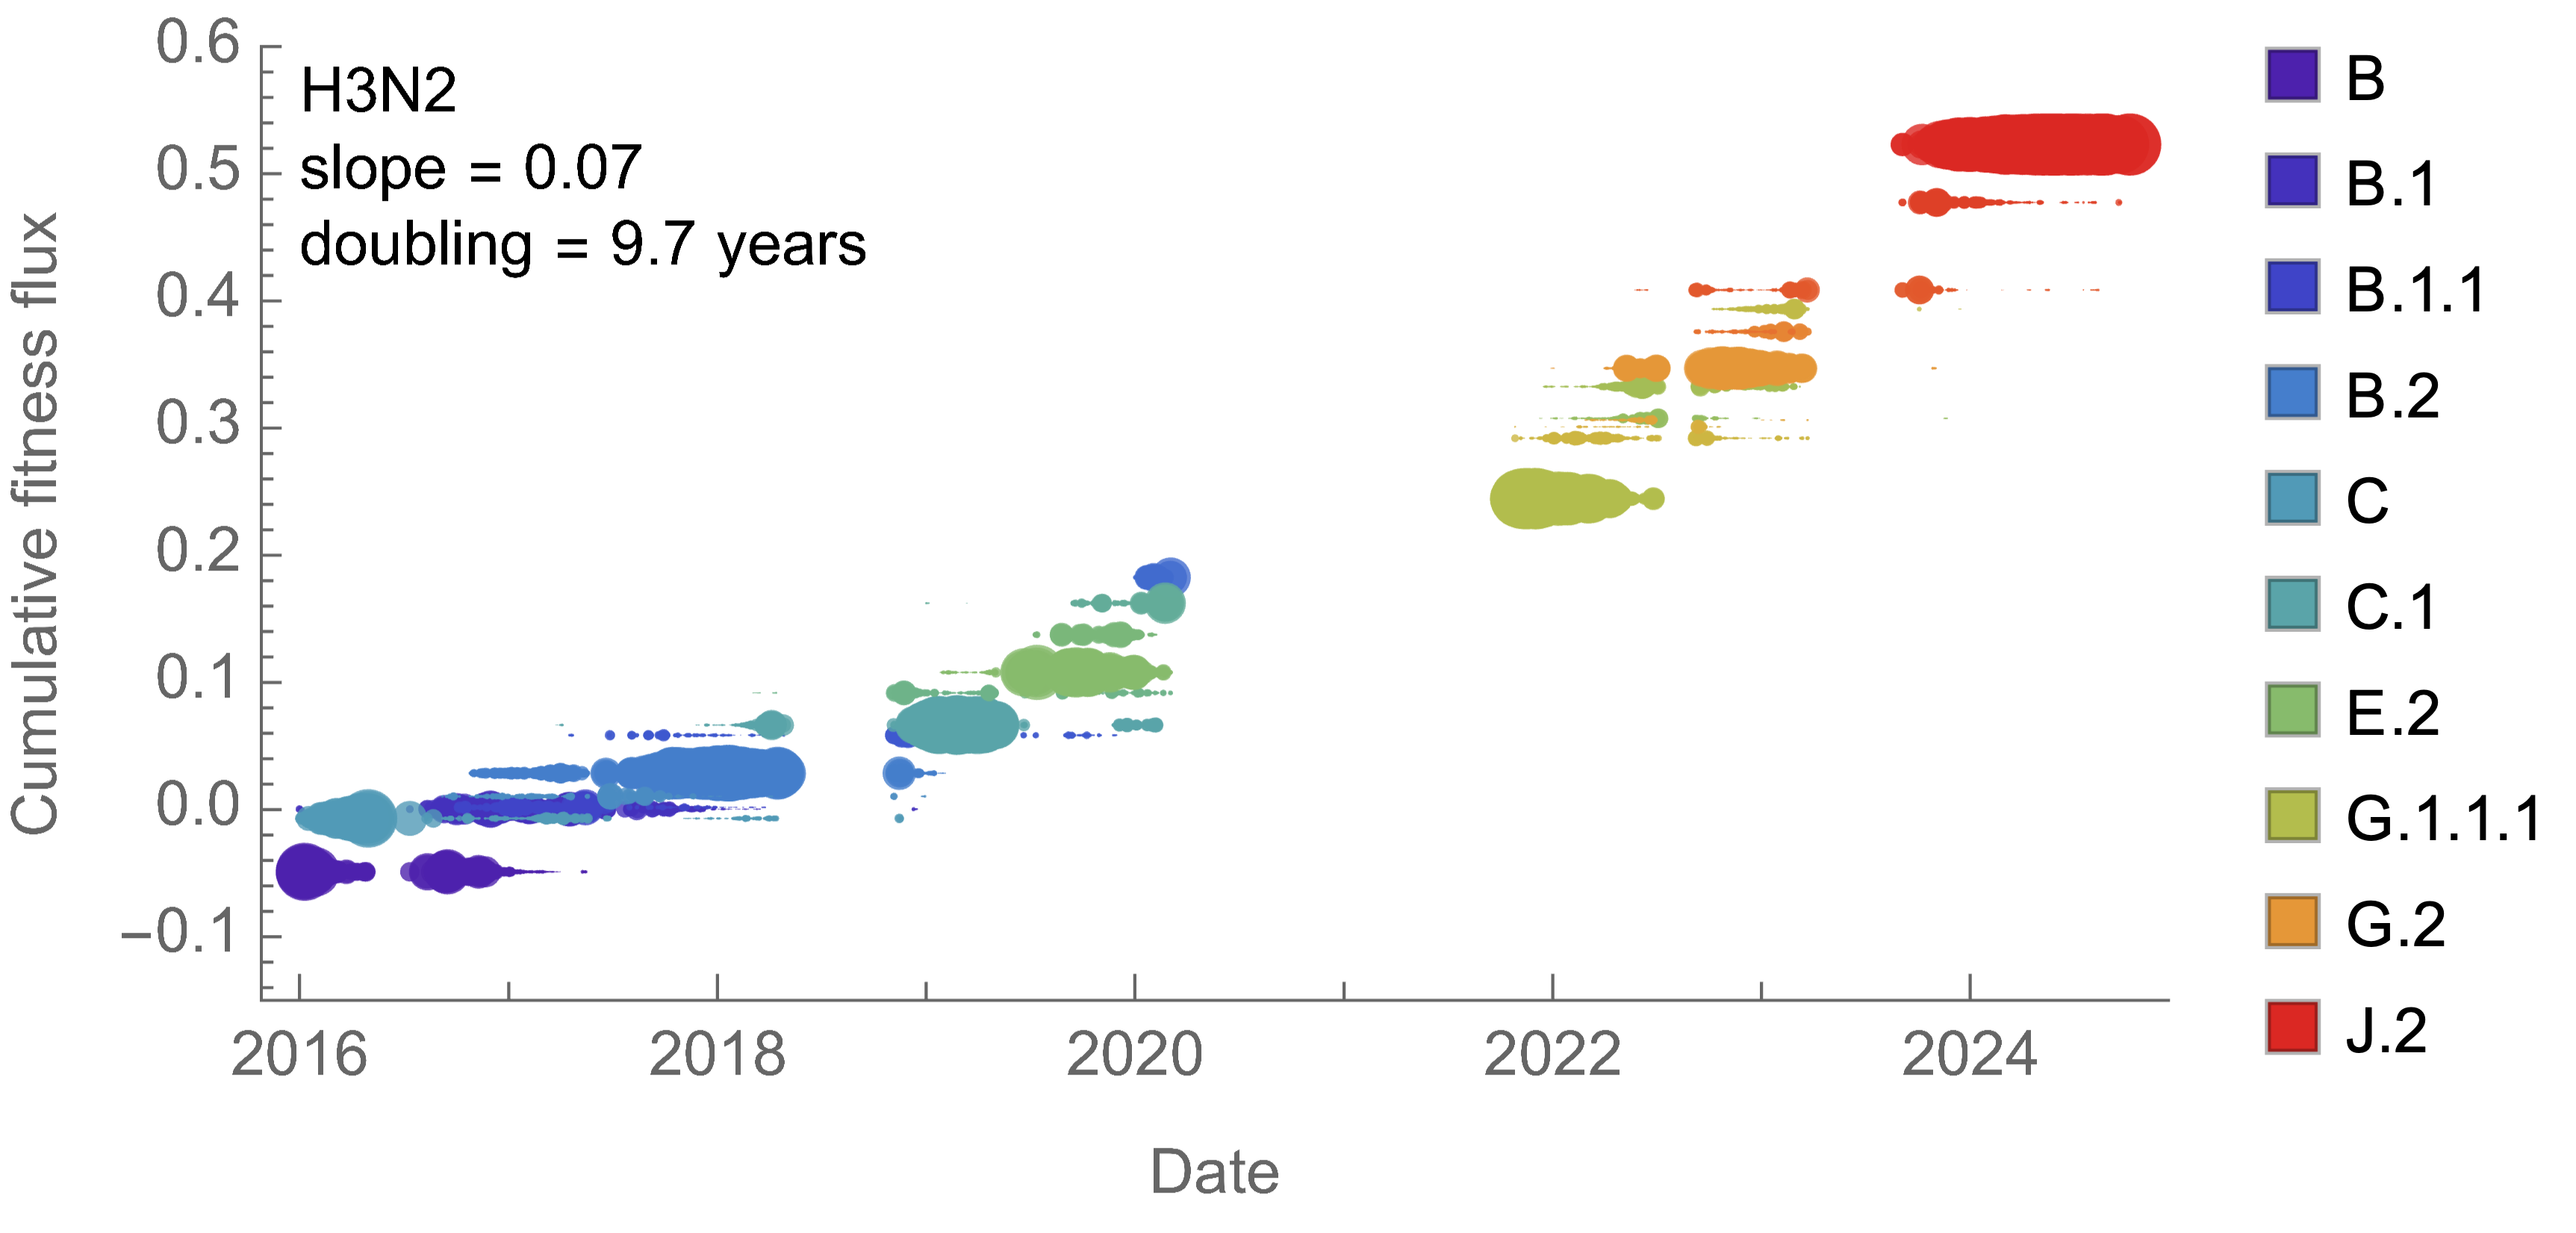 H3N2
slope = 0.07
doubling = 9.7 years
Cumulative fitness flux
0.6
0.5
0.4
0.3
0.2
0.1
0.0
−0.1
2016
2018
2020
2022
2024
Date
B
B.1
B.1.1
B.2
C
C.1
E.2
G.1.1.1
G.2
J.2